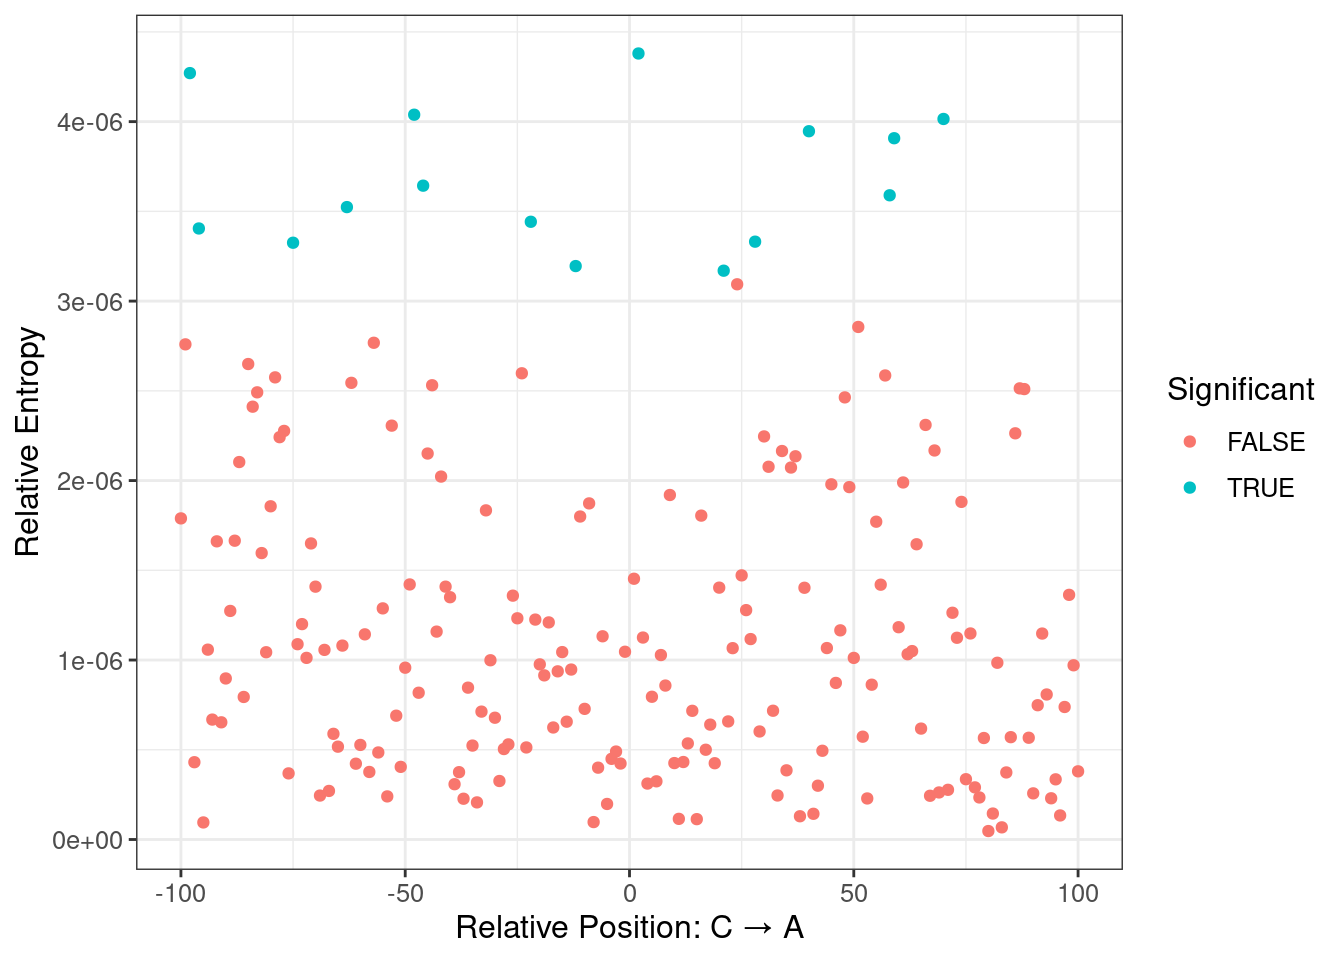 4e-06
3e-06
2e-06
1e-06
0e+00
Relative Entropy
-100
-50
0
50
100
Relative Position: C → A
Significant
FALSE
TRUE